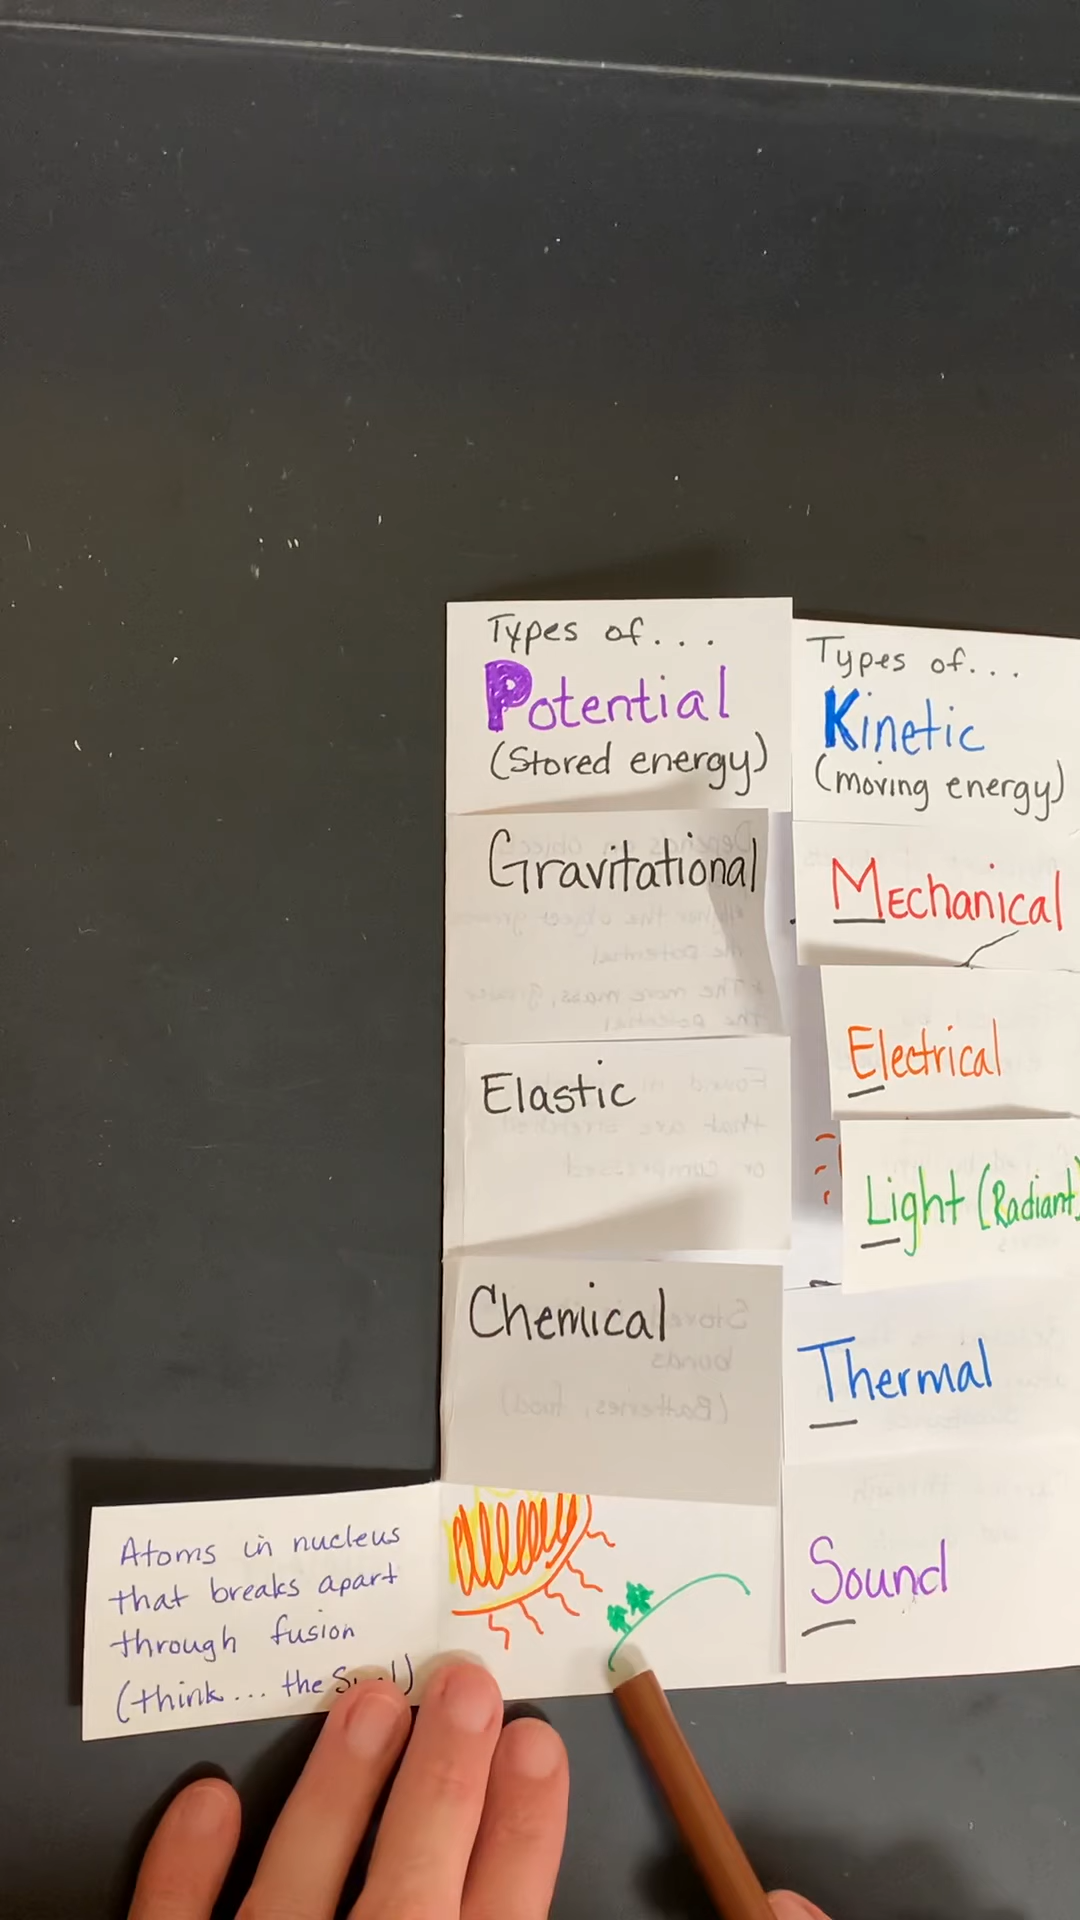 Types of...
Potential
(Stored energy)
Gravitational
Elastic
Chemical
Atoms in nucleus
that breaks apart
through fusion
(think... the
Types of...
Kinetic
(moving energy)
Mechanical
Electrical
Light (Radiant)
Thermal
Sound